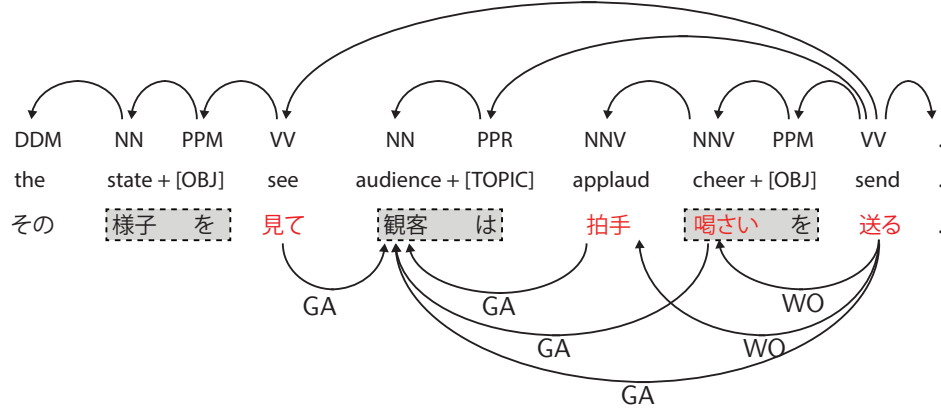 DDM NN PPM VV NN PPR NNV NNV PPM VV .
the state + [OBJ] see audience + [TOPIC] applaud cheer + [OBJ] send .
その 様子 を 見て 観客 は 拍手 喝さい を 送る .
GA GA WO
GA WO
GA